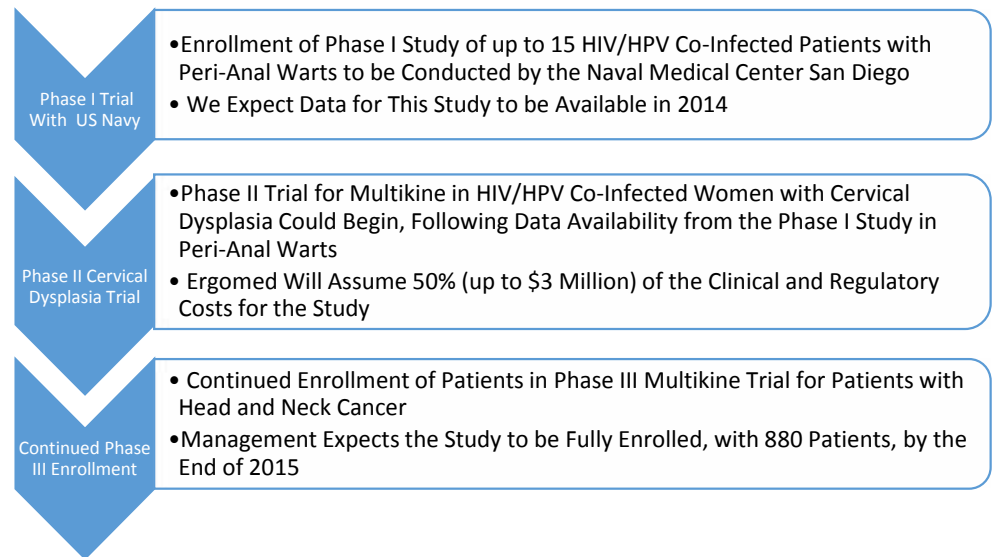 Phase I Trial
With US Navy
•Enrollment of Phase I Study of up to 15 HIV/HPV Co-Infected Patients with
Peri-Anal Warts to be Conducted by the Naval Medical Center San Diego
• We Expect Data for This Study to be Available in 2014
Phase II Cervical
Dysplasia Trial
•Phase II Trial for Multikine in HIV/HPV Co-Infected Women with Cervical
Dysplasia Could Begin, Following Data Availability from the Phase I Study in
Peri-Anal Warts
• Ergomed Will Assume 50% (up to $3 Million) of the Clinical and Regulatory
Costs for the Study
Continued Phase
III Enrollment
• Continued Enrollment of Patients in Phase III Multikine Trial for Patients with
Head and Neck Cancer
•Management Expects the Study to be Fully Enrolled, with 880 Patients, by the
End of 2015